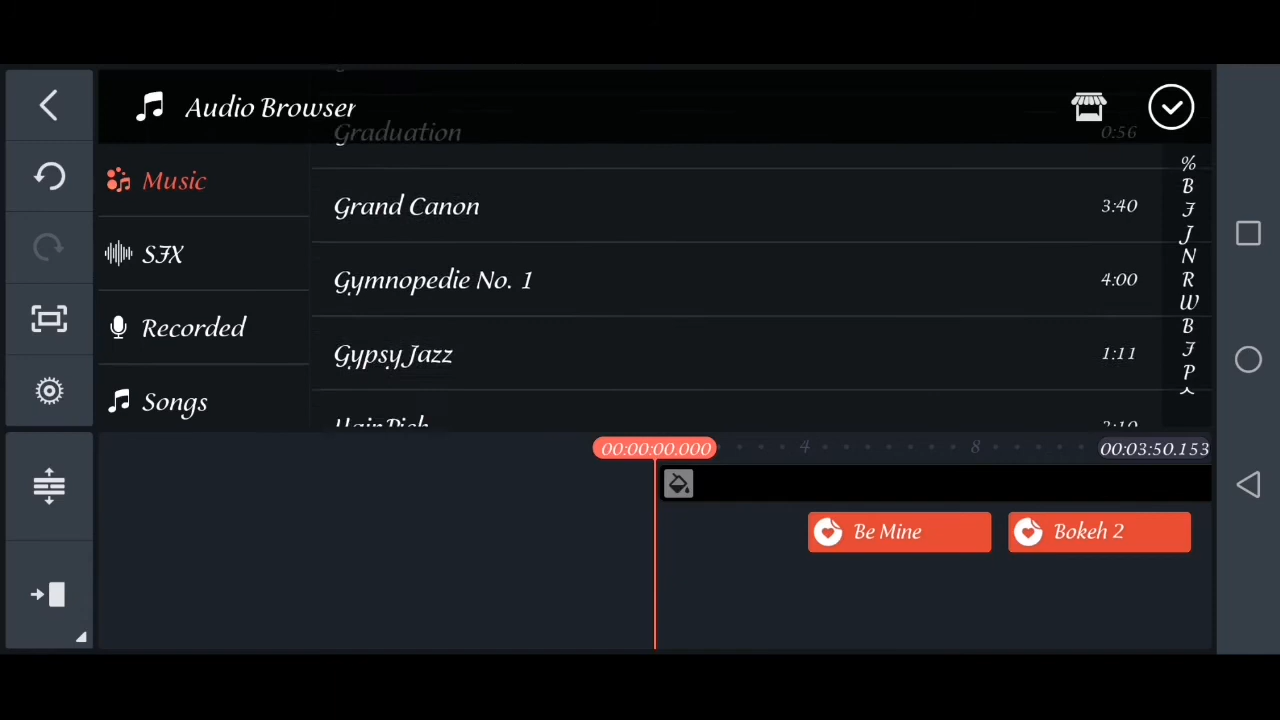 Audio Browser
Graduation 0:56
Music
Grand Canon 3:40
SFX
Gymnopedie No. 1 4:00
Recorded
Gypsy Jazz 1:11
Songs
%
B
F
J
N
R
W
B
F
P
00:00:00.000 4 8 00:03:50.153
Be Mine Bokeh 2